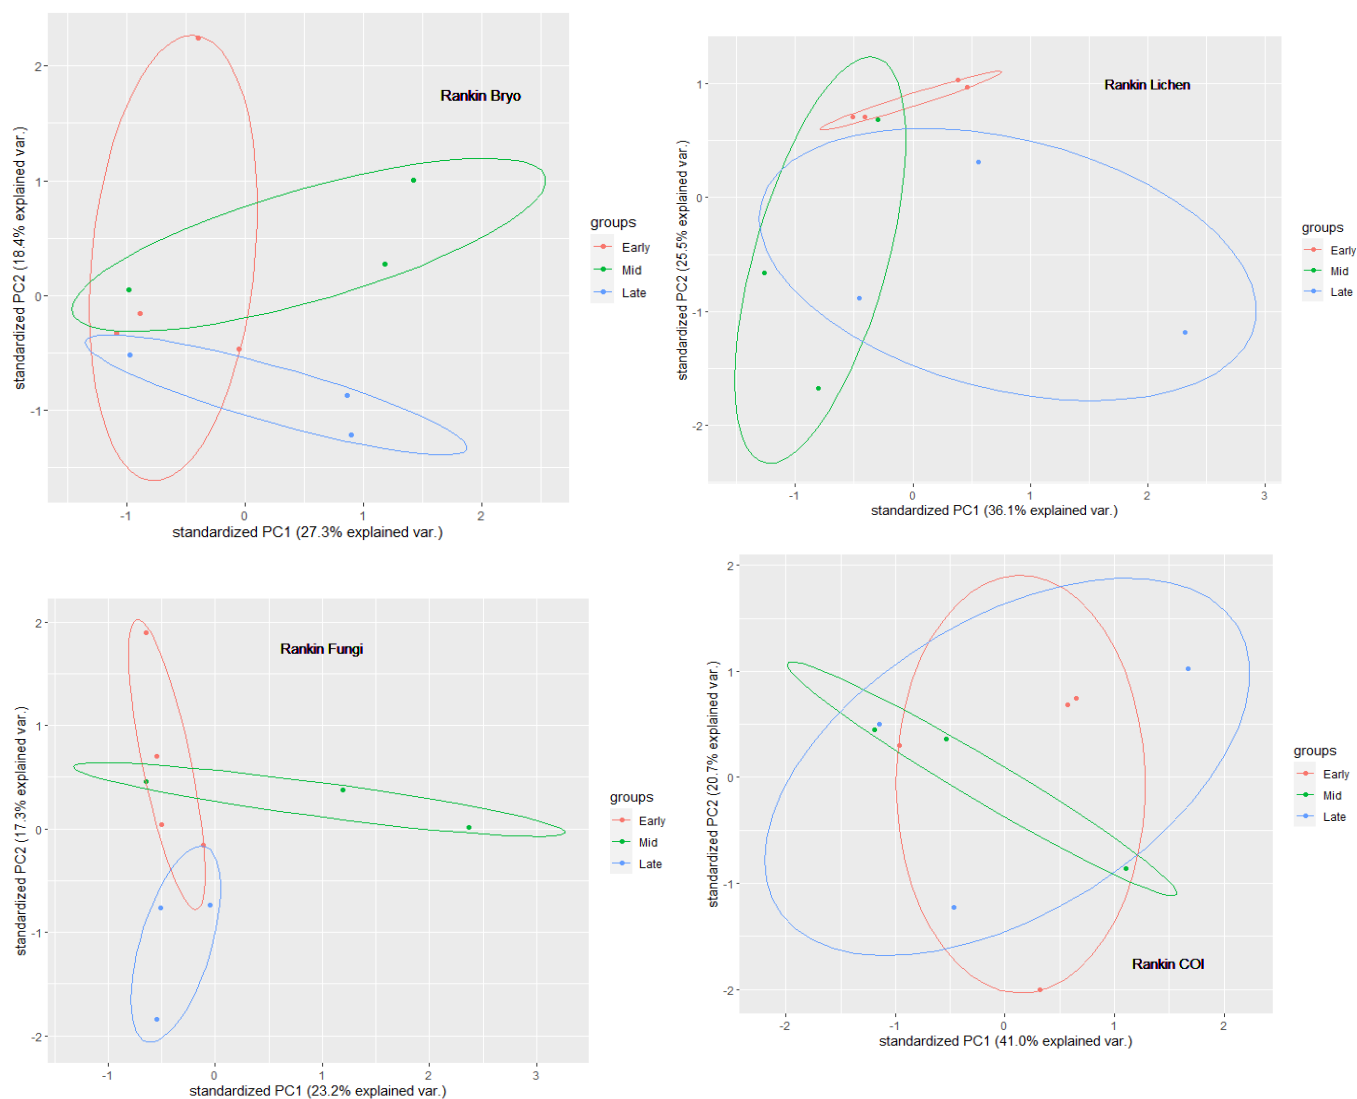 Rankin Bryo
standardized PC2 (18.4% explained var.)
2
1
0
-1
-1
0
1
2
standardized PC1 (27.3% explained var.)
groups
Early
Mid
Late
Rankin Lichen
standardized PC2 (25.5% explained var.)
1
0
-1
-2
-1
0
1
2
3
standardized PC1 (36.1% explained var.)
groups
Early
Mid
Late
Rankin Fungi
standardized PC2 (17.3% explained var.)
2
1
0
-1
-2
-1
0
1
2
3
standardized PC1 (23.2% explained var.)
groups
Early
Mid
Late
standardized PC2 (20.7% explained var.)
2
1
0
-1
-2
Rankin COI
-2
-1
0
1
2
standardized PC1 (41.0% explained var.)
groups
Early
Mid
Late